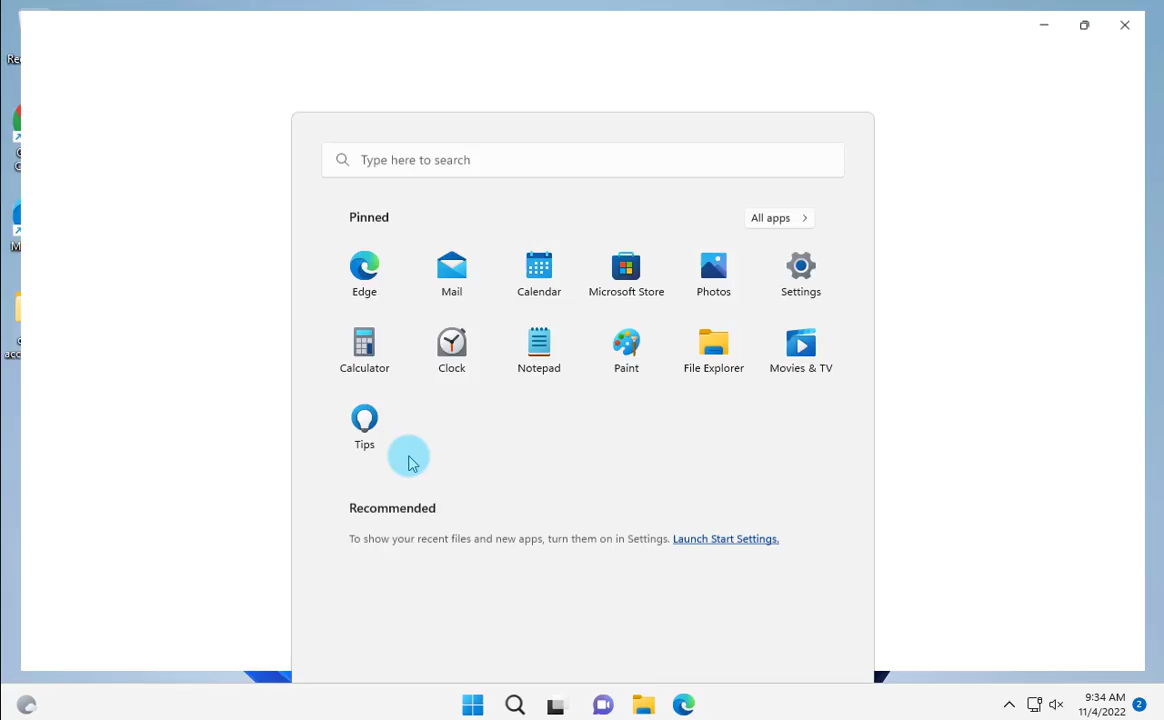 Type here to search
Pinned
All apps
Edge
Mail
Calendar
Microsoft Store
Photos
Settings
Calculator
Clock
Notepad
Paint
File Explorer
Movies & TV
Tips
Recommended
To show your recent files and new apps, turn them on in Settings. Launch Start Settings.
9:34 AM
11/4/2022
2